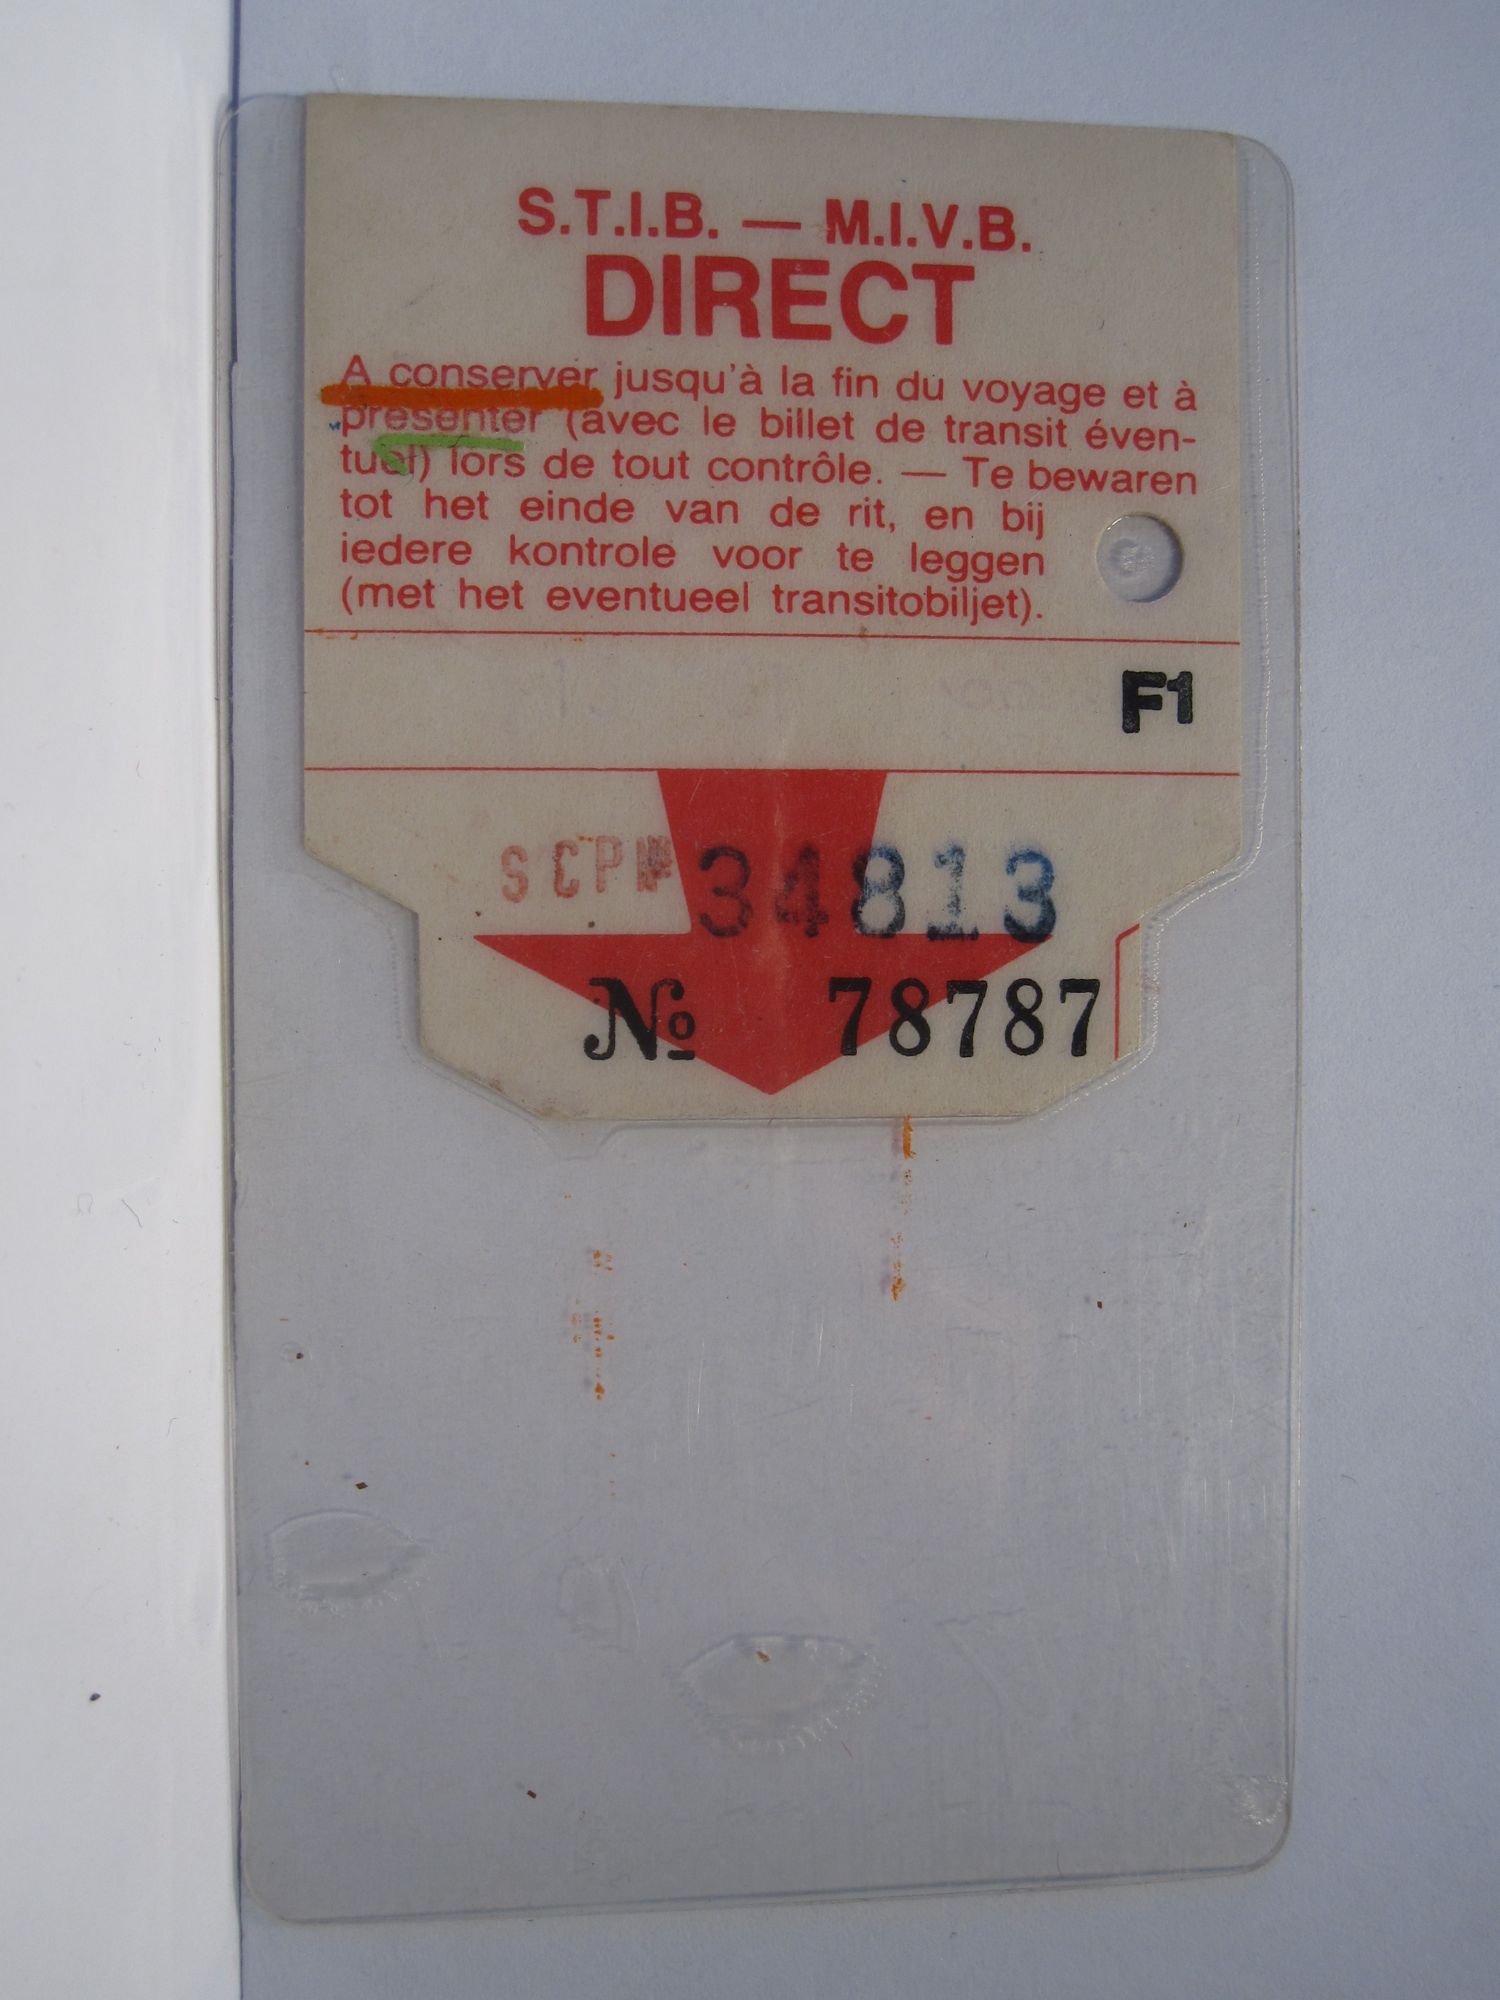 S.T.I.B. — M.I.V.B.
DIRECT
A conserver jusqu'à la fin du voyage et à
présenter (avec le billet de transit éven-
tuel) lors de tout contrôle. — Te bewaren
tot het einde van de rit, en bij
iedere kontrole voor te leggen
(met het eventueel transitobiljet).
F1
SCP Nº 34813
Nº 78787